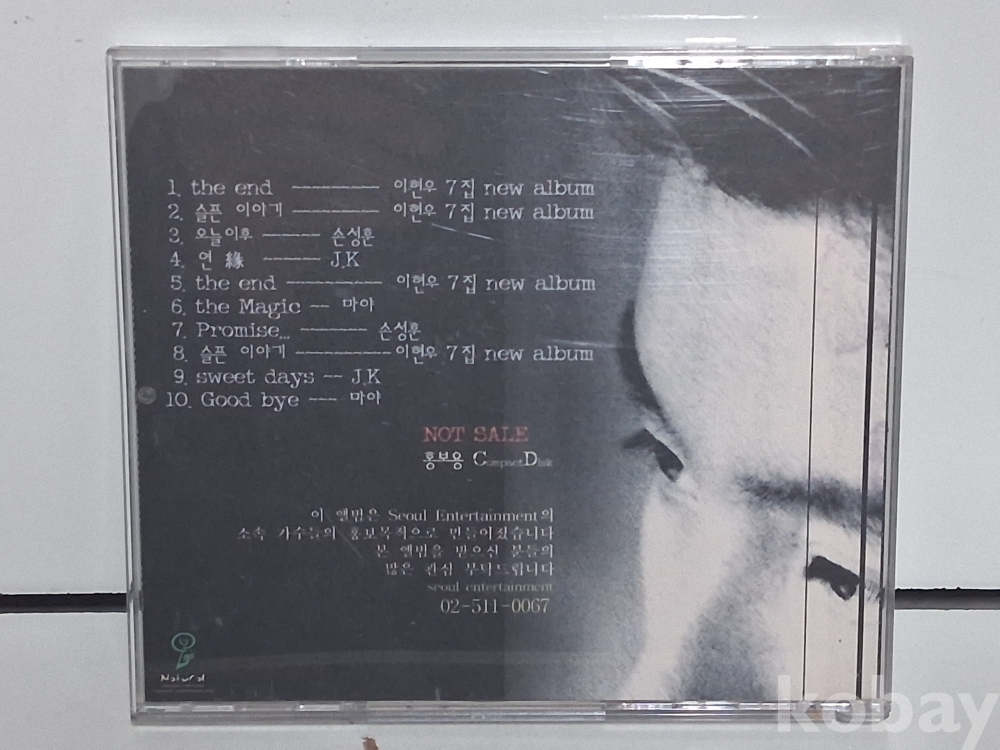 1. the end ---------- 이현우 7집 new album
2. 슬픈 이야기 ---------- 이현우 7집 new album
3. 오늘이후 ------ 손성훈
4. 연 緣 ------ J.K
5. the end ---------- 이현우 7집 new album
6. the Magic -- 마야
7. Promise... ------- 손성훈
8. 슬픈 이야기 ---------- 이현우 7집 new album
9. sweet days -- J.K
10. Good bye --- 마야
NOT SALE
홍보용 Compact Disk
이 앨범은 Seoul Entertainment의
소속 가수들의 홍보목적으로 만들어졌습니다
본 앨범을 받으신 분들의
많은 관심 부탁드립니다
seoul entertainment
02-511-0067
Natural
kobay